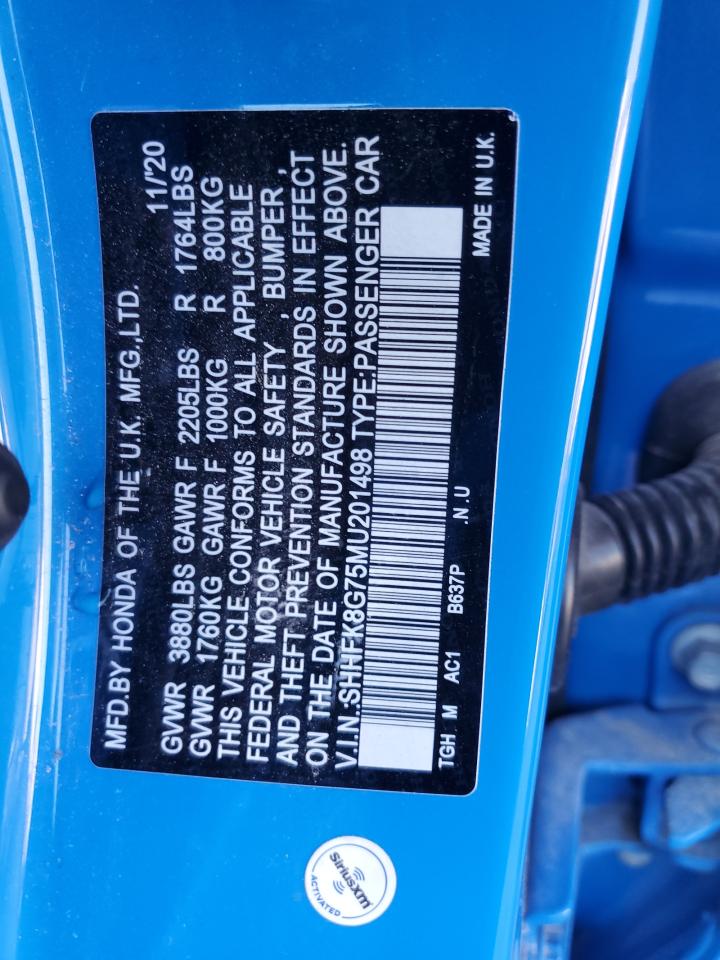 MFD.BY HONDA OF THE U.K. MFG.,LTD. 11/'20
GVWR 3880LBS GAWR F 2205LBS R 1764LBS
GVWR 1760KG GAWR F 1000KG R 800KG
THIS VEHICLE CONFORMS TO ALL APPLICABLE
FEDERAL MOTOR VEHICLE SAFETY , BUMPER ,
AND THEFT PREVENTION STANDARDS IN EFFECT
ON THE DATE OF MANUFACTURE SHOWN ABOVE.
V.I.N.:SHHFK8G75MU201498 TYPE:PASSENGER CAR
TGH M AC1 B637P .N.U MADE IN U.K.
SiriusXM
ACTIVATED